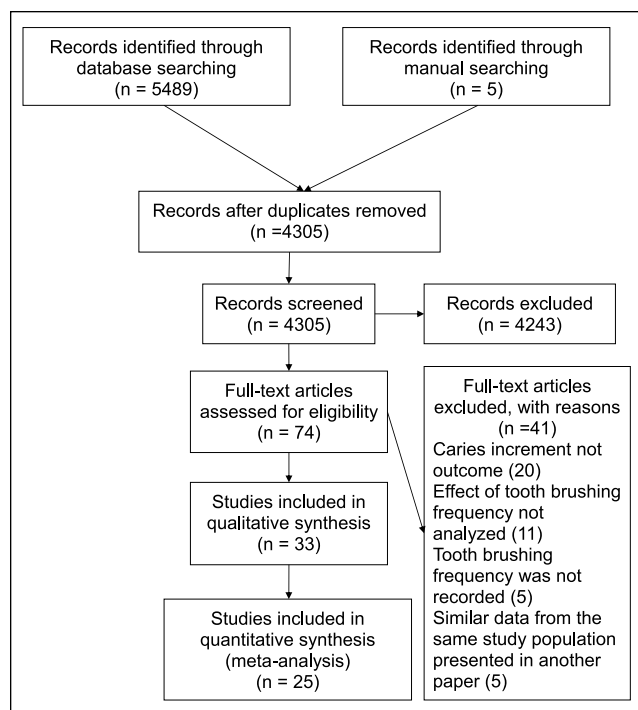 Records identified through
database searching
(n = 5489)
Records identified through
manual searching
(n = 5)
Records after duplicates removed
(n =4305)
Records screened
(n = 4305)
Records excluded
(n = 4243)
Full-text articles
assessed for eligibility
(n = 74)
Full-text articles
excluded, with reasons
(n =41)
Caries increment not
outcome (20)
Effect of tooth brushing
frequency not
analyzed (11)
Tooth brushing
frequency was not
recorded (5)
Similar data from the
same study population
presented in another
paper (5)
Studies included in
qualitative synthesis
(n = 33)
Studies included in
quantitative synthesis
(meta-analysis)
n = 25)